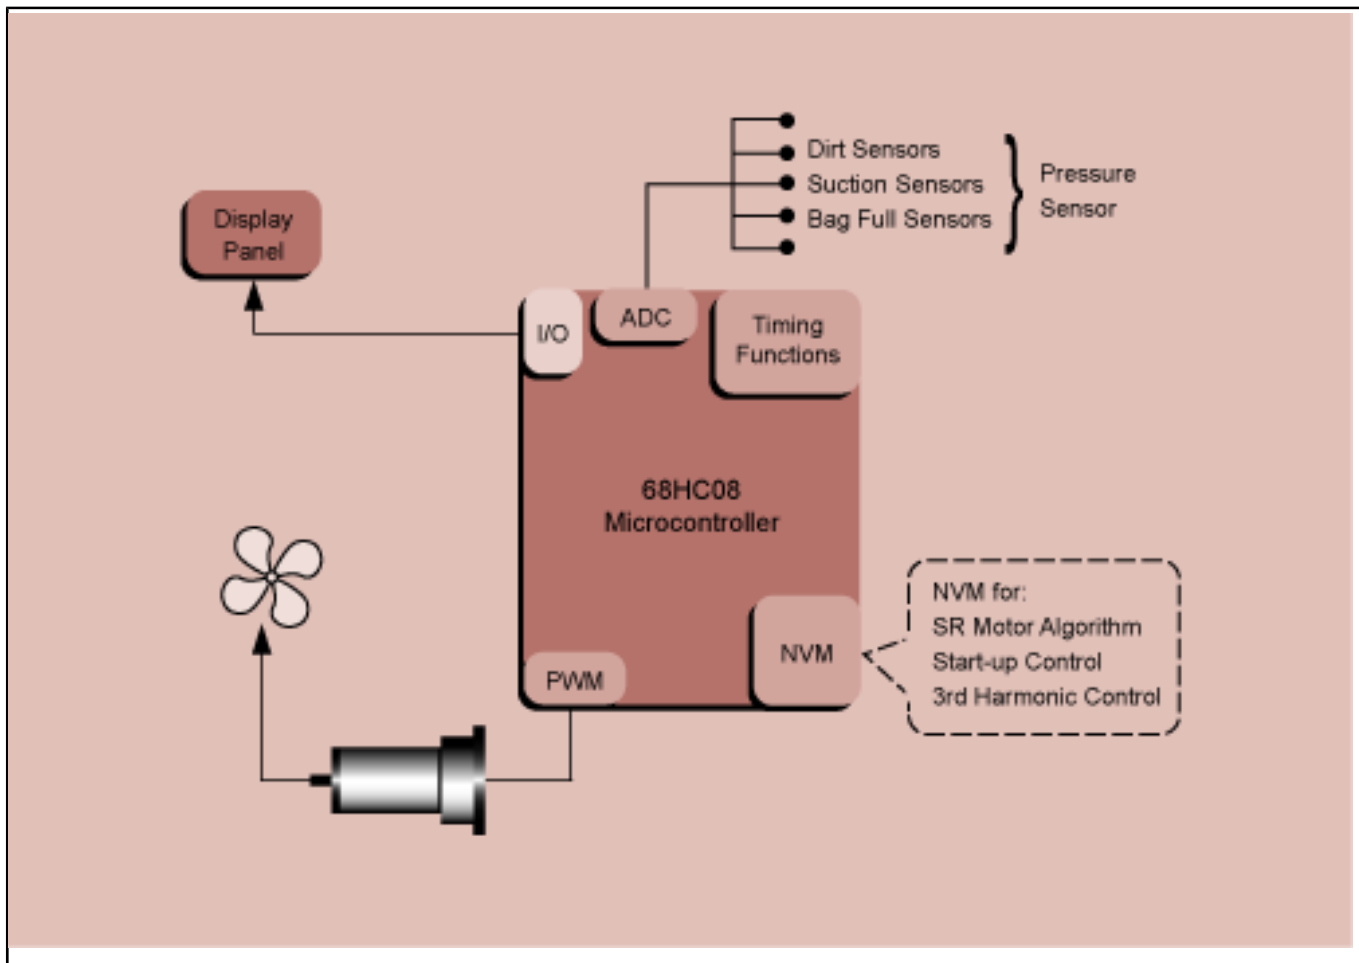 Dirt Sensors
Suction Sensors
Bag Full Sensors
Pressure
Sensor
Display
Panel
I/O
ADC
Timing
Functions
68HC08
Microcontroller
NVM
PWM
NVM for:
SR Motor Algorithm
Start-up Control
3rd Harmonic Control